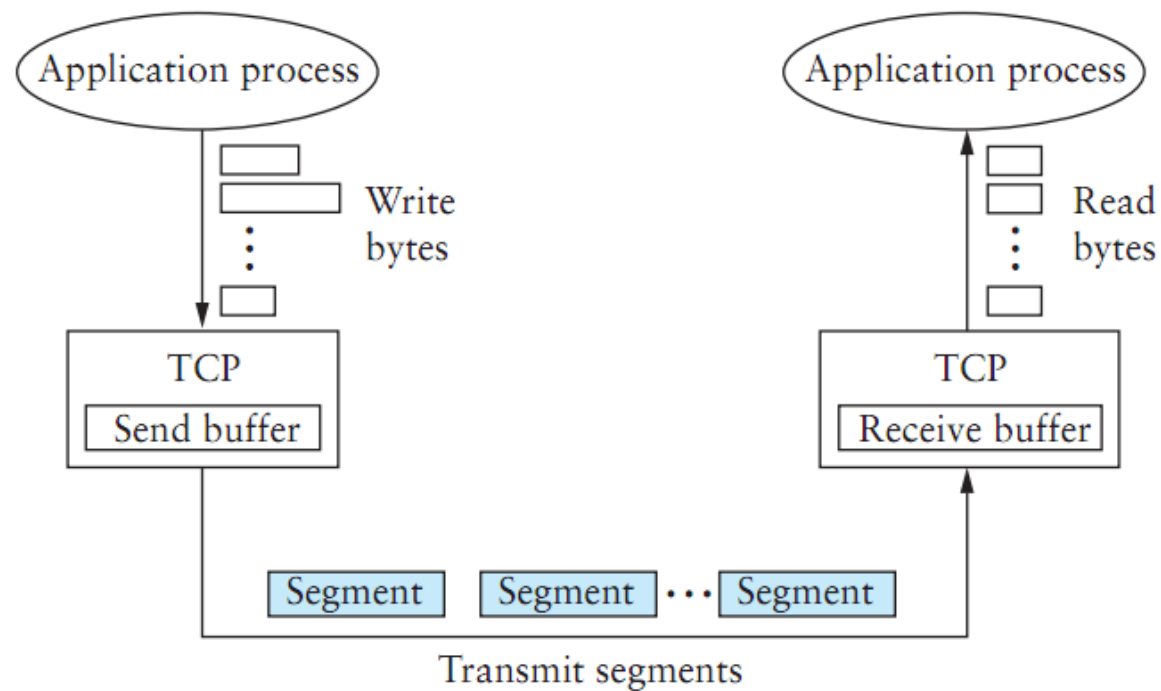 Application process
Application process
Write
bytes
Read
bytes
TCP
Send buffer
TCP
Receive buffer
Segment
Segment
Segment
Transmit segments